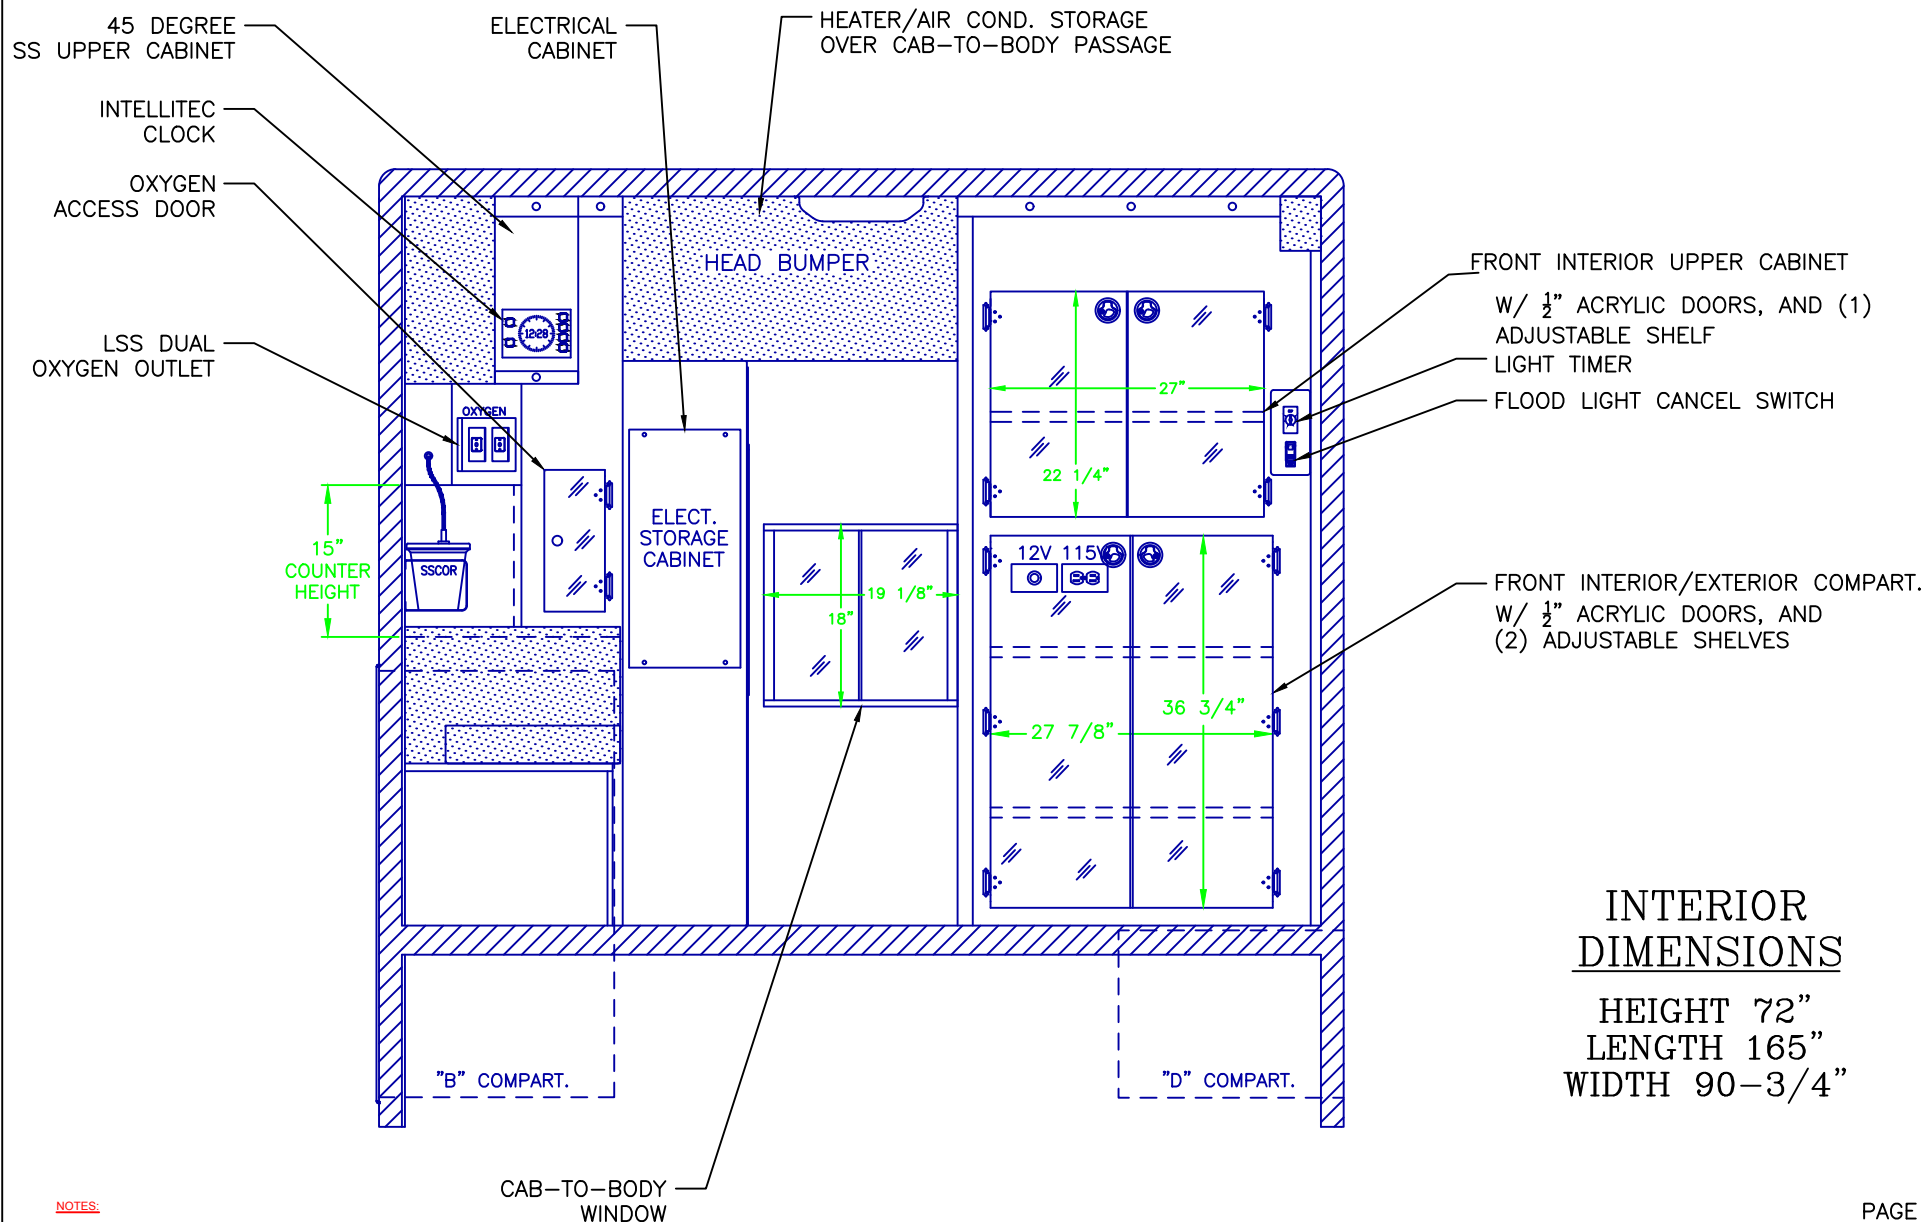 45 DEGREE
SS UPPER CABINET
ELECTRICAL
CABINET
HEATER/AIR COND. STORAGE
OVER CAB-TO-BODY PASSAGE
INTELLITEC
CLOCK
OXYGEN
ACCESS DOOR
LSS DUAL
OXYGEN OUTLET
HEAD BUMPER
12:28
OXYGEN
FRONT INTERIOR UPPER CABINET
W/ ½" ACRYLIC DOORS, AND (1)
ADJUSTABLE SHELF
LIGHT TIMER
FLOOD LIGHT CANCEL SWITCH
27"
22 1/4"
15"
COUNTER
HEIGHT
SSCOR
ELECT.
STORAGE
CABINET
19 1/8"
18"
12V 115V
FRONT INTERIOR/EXTERIOR COMPART.
W/ ½" ACRYLIC DOORS, AND
(2) ADJUSTABLE SHELVES
36 3/4"
27 7/8"
INTERIOR
DIMENSIONS
HEIGHT 72"
LENGTH 165"
WIDTH 90-3/4"
"B" COMPART.
"D" COMPART.
CAB-TO-BODY
WINDOW
NOTES:
PAGE